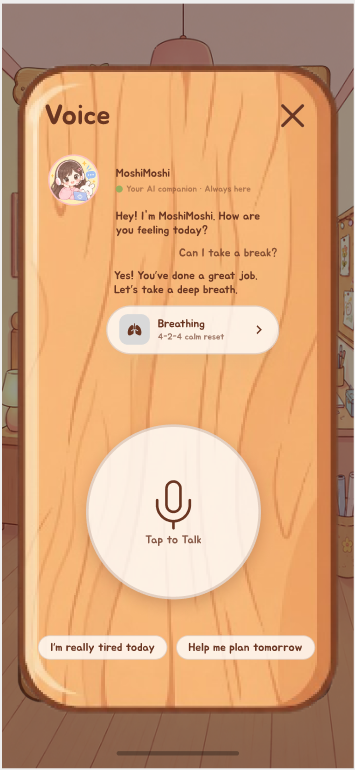 Voice
MoshiMoshi
Your AI companion · Always here
Hey! I'm MoshiMoshi. How are
you feeling today?
Can I take a break?
Yes! You've done a great job.
Let's take a deep breath.
Breathing
4-2-4 calm reset
Tap to Talk
I'm really tired today
Help me plan tomorrow